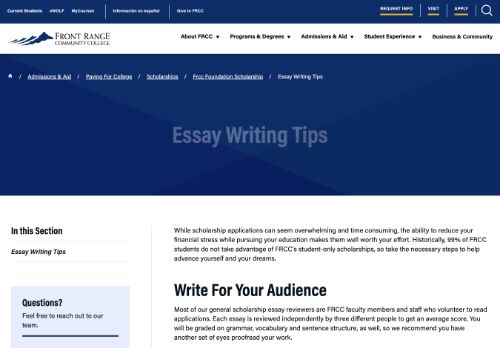 Current Students eWOLF MyCourses Información en español Give to FRCC REQUEST INFO VISIT APPLY
FRONT RANGE
COMMUNITY COLLEGE
About FRCC Programs & Degrees Admissions & Aid Student Experience Business & Community
/ Admissions & Aid / Paying For College / Scholarships / Frcc Foundation Scholarship / Essay Writing Tips
Essay Writing Tips
In this Section
Essay Writing Tips
Questions?
Feel free to reach out to our
team.
While scholarship applications can seem overwhelming and time consuming, the ability to reduce your
financial stress while pursuing your education makes them well worth your effort. Historically, 99% of FRCC
students do not take advantage of FRCC's student-only scholarships, so take the necessary steps to help
advance yourself and your dreams.
Write For Your Audience
Most of our general scholarship essay reviewers are FRCC faculty members and staff who volunteer to read
applications. Each essay is reviewed independently by three different people to get an average score. You
will be graded on grammar, vocabulary and sentence structure, as well, so we recommend you have
another set of eyes proofread your work.